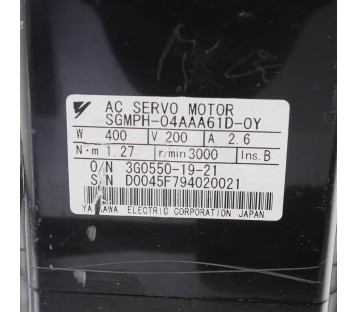 AC SERVO MOTOR
SGMPH-04AAA61D-OY
W 400 V 200 A 2.6
N·m 1.27 r/min 3000 Ins. B
O/N 3G0550-19-21
S/N D0045F794020021
YASKAWA ELECTRIC CORPORATION JAPAN